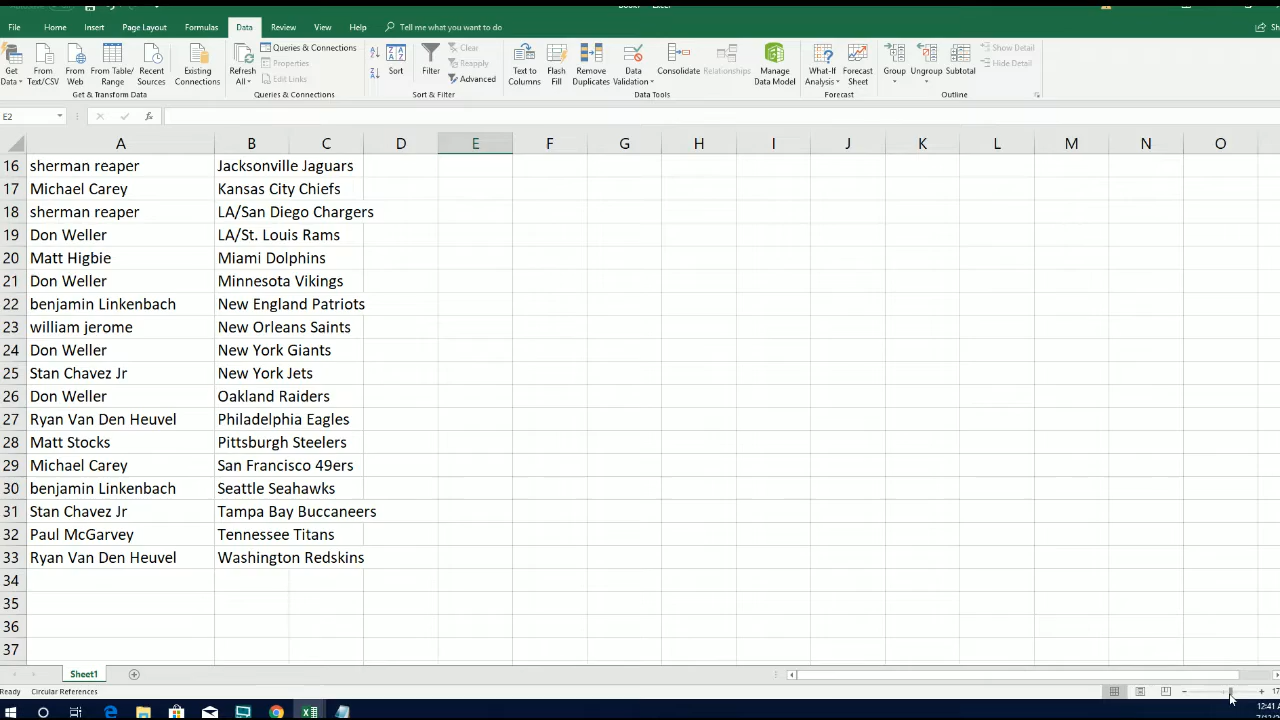 File Home Insert Page Layout Formulas Data Review View Help Tell me what you want to do
Get Data From Text/CSV From Web From Table/ Range Recent Sources Existing Connections Refresh All Queries & Connections Properties Edit Links Sort Filter Clear Reapply Advanced Text to Columns Flash Fill Remove Duplicates Data Validation Consolidate Relationships Manage Data Model What-If Analysis Forecast Sheet Group Ungroup Subtotal Show Detail Hide Detail
Get & Transform Data Queries & Connections Sort & Filter Data Tools Forecast Outline
E2 fx
A B C D E F G H I J K L M N O
16 sherman reaper Jacksonville Jaguars
17 Michael Carey Kansas City Chiefs
18 sherman reaper LA/San Diego Chargers
19 Don Weller LA/St. Louis Rams
20 Matt Higbie Miami Dolphins
21 Don Weller Minnesota Vikings
22 benjamin Linkenbach New England Patriots
23 william jerome New Orleans Saints
24 Don Weller New York Giants
25 Stan Chavez Jr New York Jets
26 Don Weller Oakland Raiders
27 Ryan Van Den Heuvel Philadelphia Eagles
28 Matt Stocks Pittsburgh Steelers
29 Michael Carey San Francisco 49ers
30 benjamin Linkenbach Seattle Seahawks
31 Stan Chavez Jr Tampa Bay Buccaneers
32 Paul McGarvey Tennessee Titans
33 Ryan Van Den Heuvel Washington Redskins
34
35
36
37
Sheet1
Ready Circular References
12:41